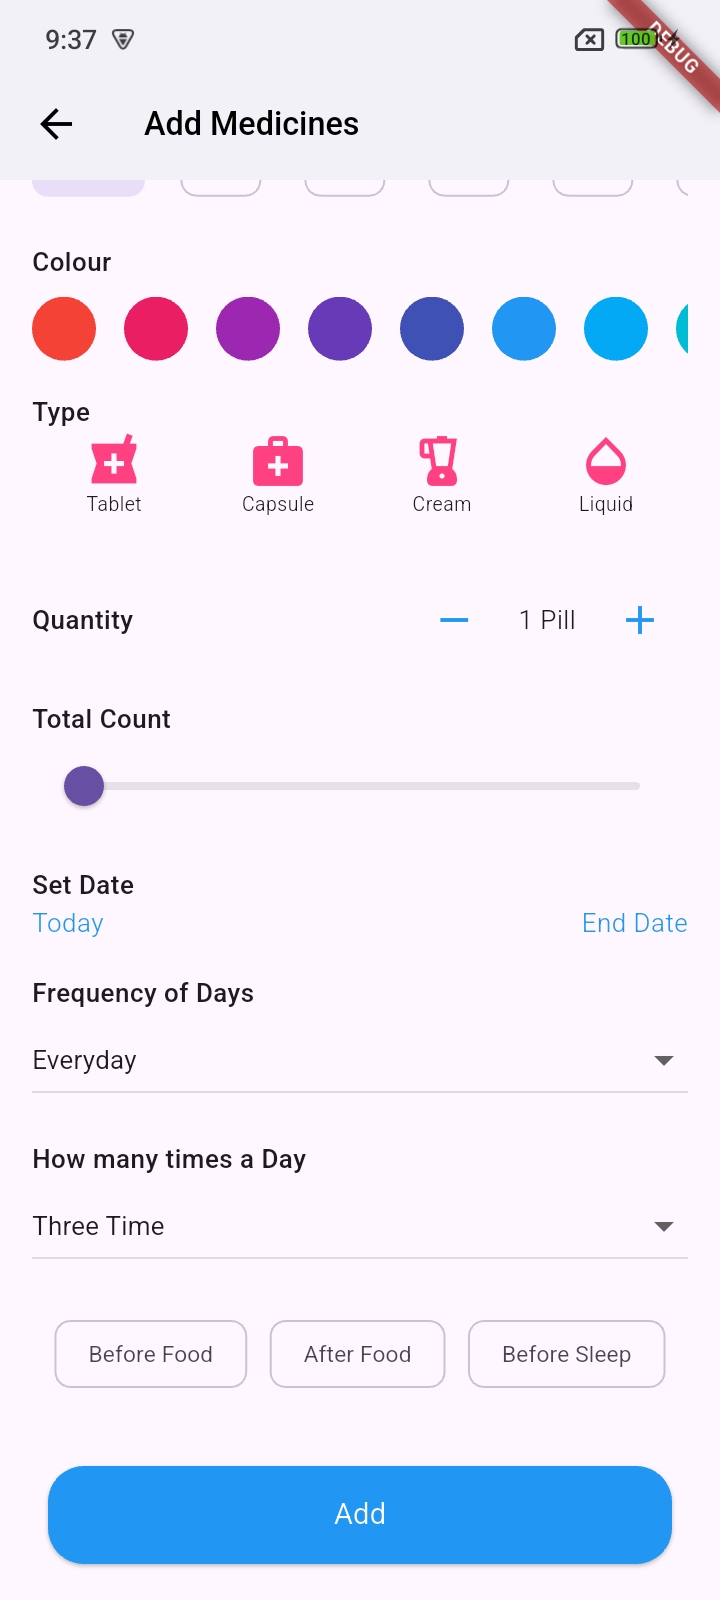 9:37
100
DEBUG
Add Medicines
Colour
Type
Tablet Capsule Cream Liquid
Quantity 1 Pill
Total Count
Set Date
Today End Date
Frequency of Days
Everyday
How many times a Day
Three Time
Before Food After Food Before Sleep
Add